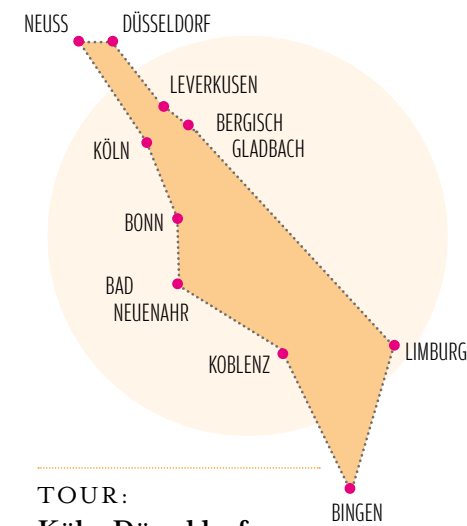 NEUSS
DÜSSELDORF
LEVERKUSEN
BERGISCH
GLADBACH
KÖLN
BONN
BAD
NEUENAHR
KOBLENZ
LIMBURG
TOUR:
BINGEN